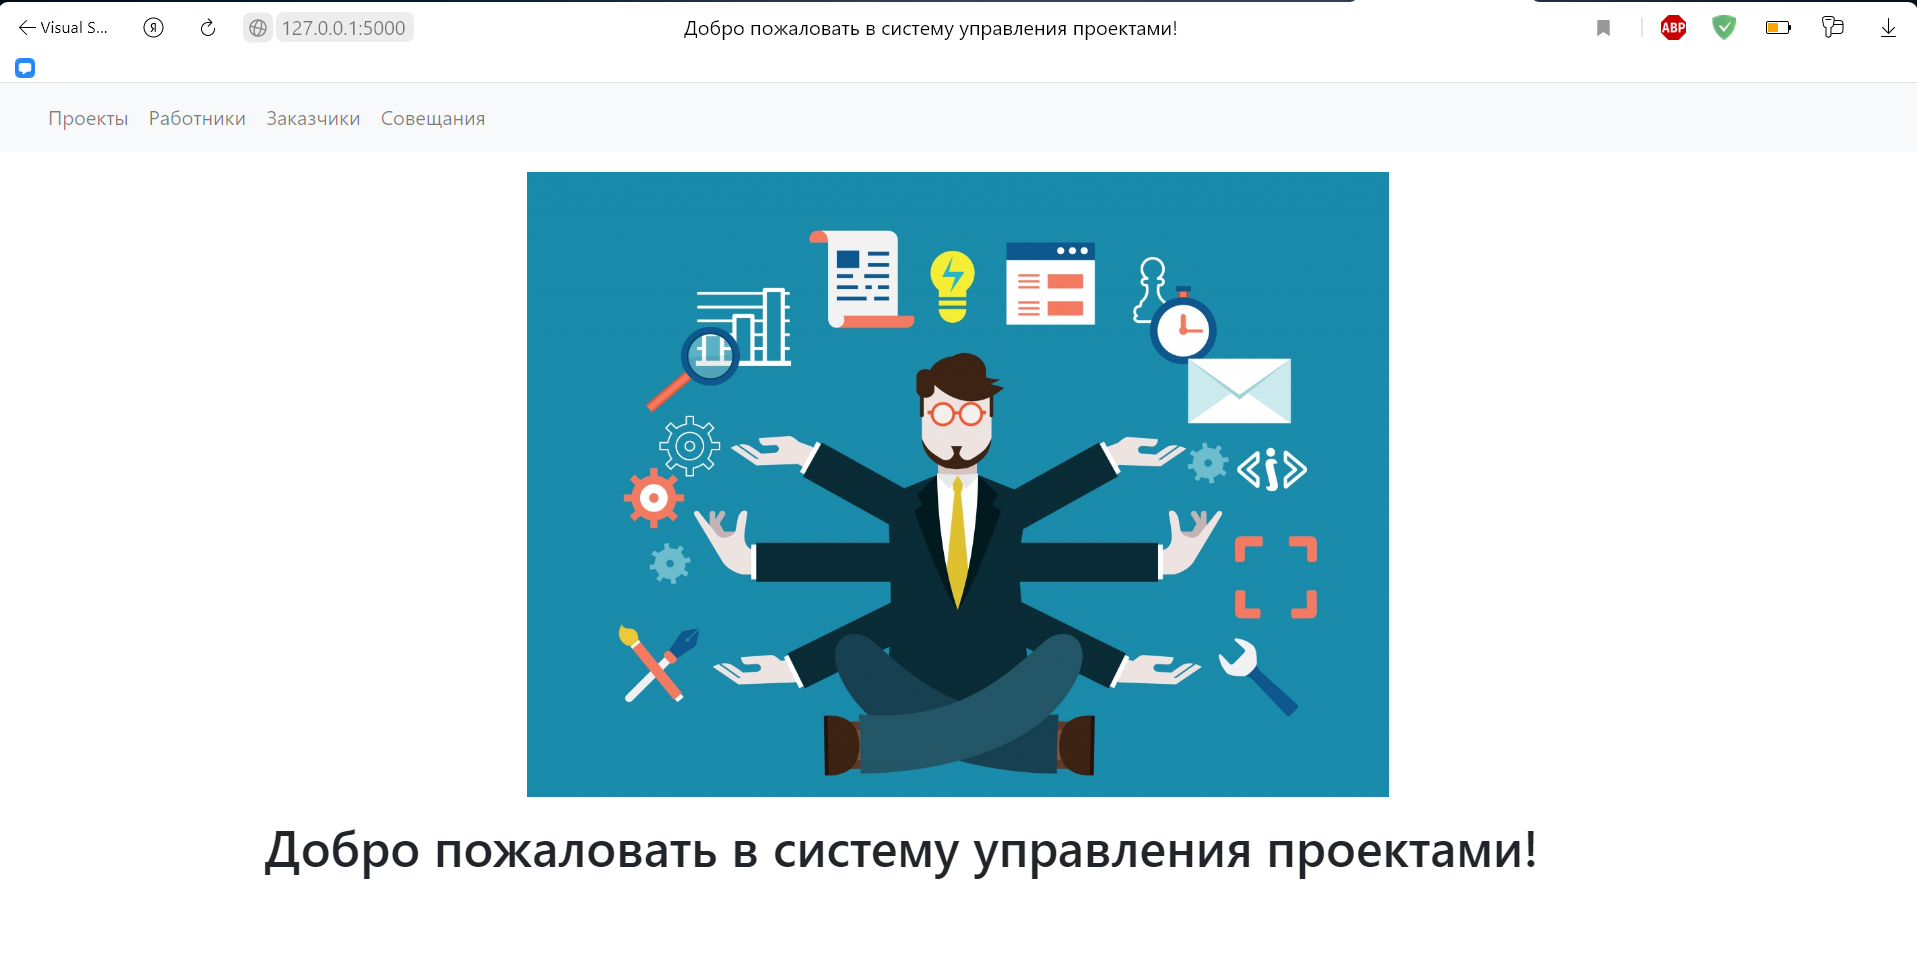 Visual S...
Я
127.0.0.1:5000
Добро пожаловать в систему управления проектами!
ABP
Проекты Работники Заказчики Совещания
<i>
Добро пожаловать в систему управления проектами!